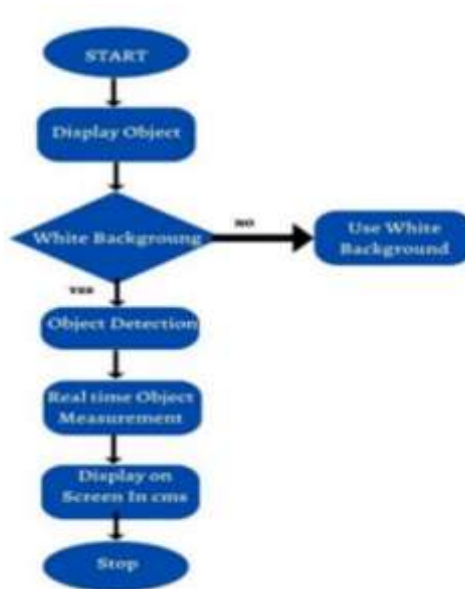 START
Display Object
White Backgroung
NO
Use White
Background
YES
Object Detection
Real time Object
Measurement
Display on
Screen In cms
Stop